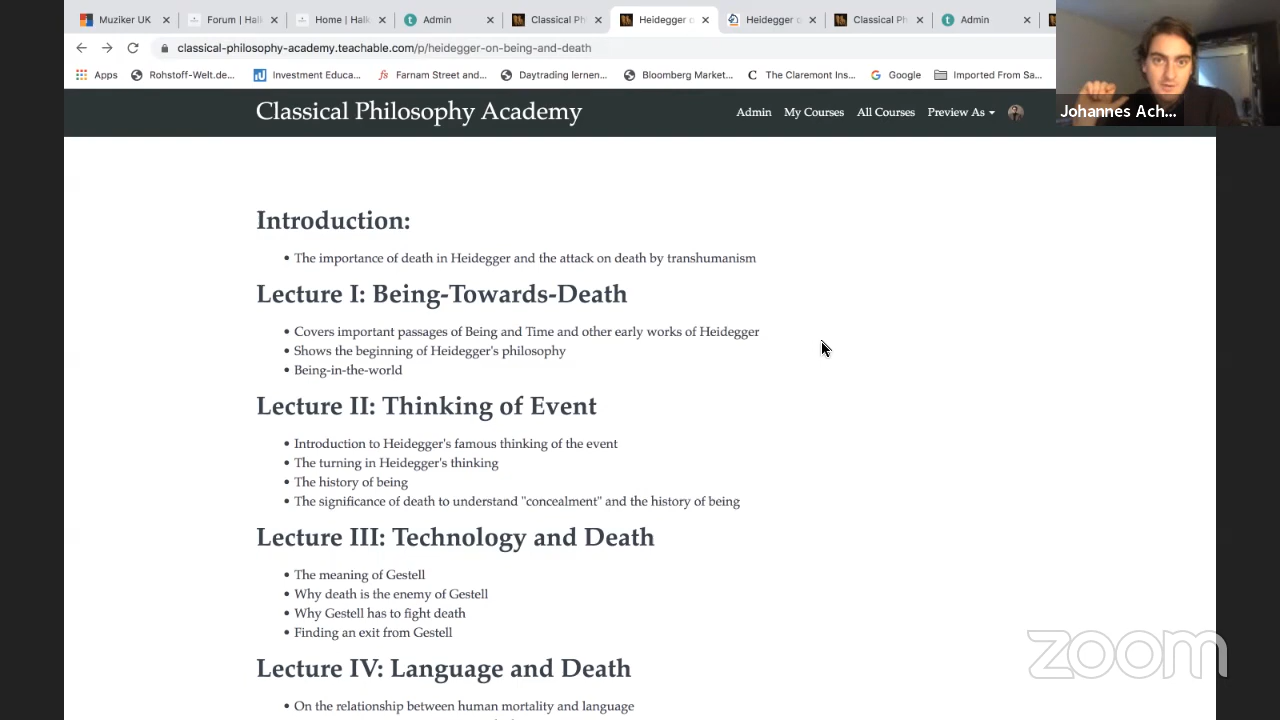 Muziker UK
Forum | Halk
Home | Halk
Admin
Classical Ph
Heidegger o
Heidegger o
Classical Ph
Admin
classical-philosophy-academy.teachable.com/p/heidegger-on-being-and-death
Apps
Rohstoff-Welt.de...
Investment Educa...
fs Farnam Street and...
Daytrading lernen...
Bloomberg Market...
C The Claremont Ins...
Google
Imported From Sa...
Johannes Ach...
Classical Philosophy Academy
Admin
My Courses
All Courses
Preview As
Introduction:
• The importance of death in Heidegger and the attack on death by transhumanism
Lecture I: Being-Towards-Death
• Covers important passages of Being and Time and other early works of Heidegger
• Shows the beginning of Heidegger's philosophy
• Being-in-the-world
Lecture II: Thinking of Event
• Introduction to Heidegger's famous thinking of the event
• The turning in Heidegger's thinking
• The history of being
• The significance of death to understand "concealment" and the history of being
Lecture III: Technology and Death
• The meaning of Gestell
• Why death is the enemy of Gestell
• Why Gestell has to fight death
• Finding an exit from Gestell
zoom
Lecture IV: Language and Death
• On the relationship between human mortality and language